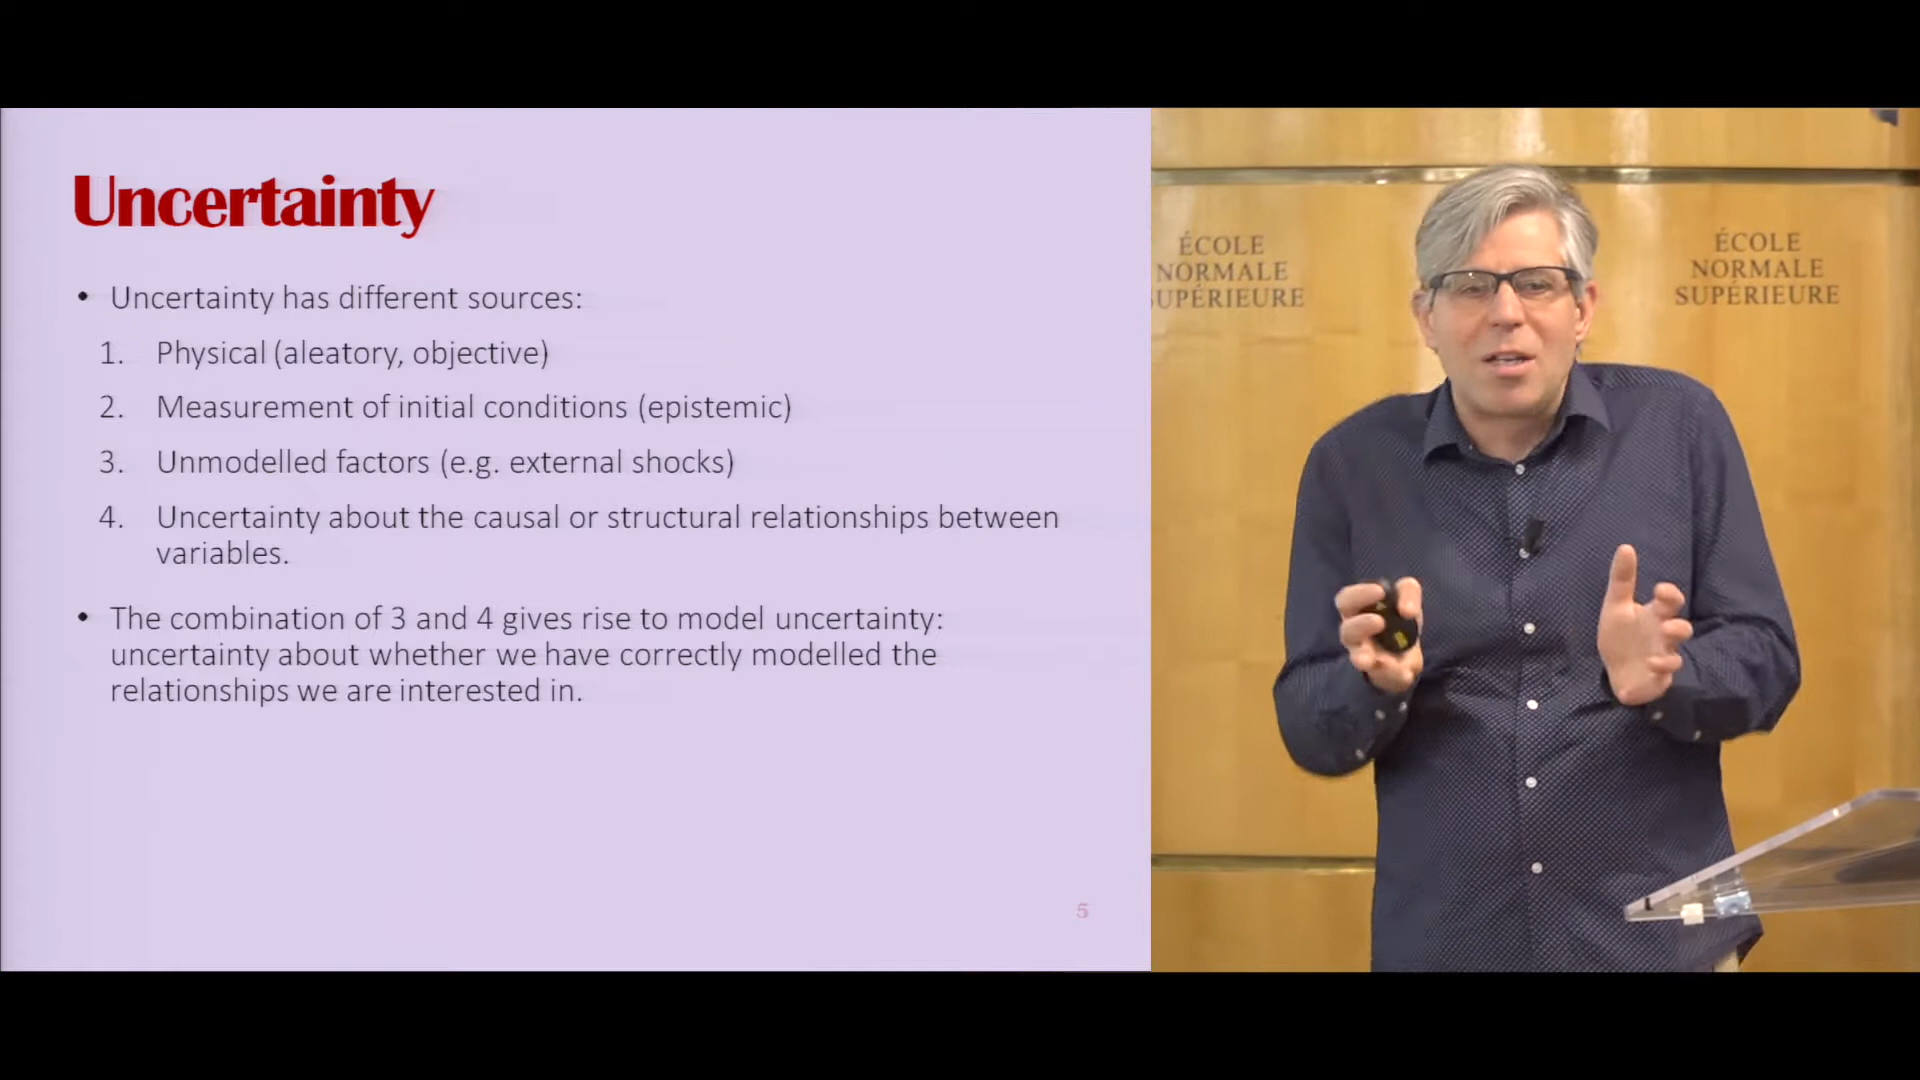 Uncertainty
• Uncertainty has different sources:
1. Physical (aleatory, objective)
2. Measurement of initial conditions (epistemic)
3. Unmodelled factors (e.g. external shocks)
4. Uncertainty about the causal or structural relationships between
variables.
• The combination of 3 and 4 gives rise to model uncertainty:
uncertainty about whether we have correctly modelled the
relationships we are interested in.
5
ÉCOLE
NORMALE
SUPÉRIEURE
ÉCOLE
NORMALE
SUPÉRIEURE